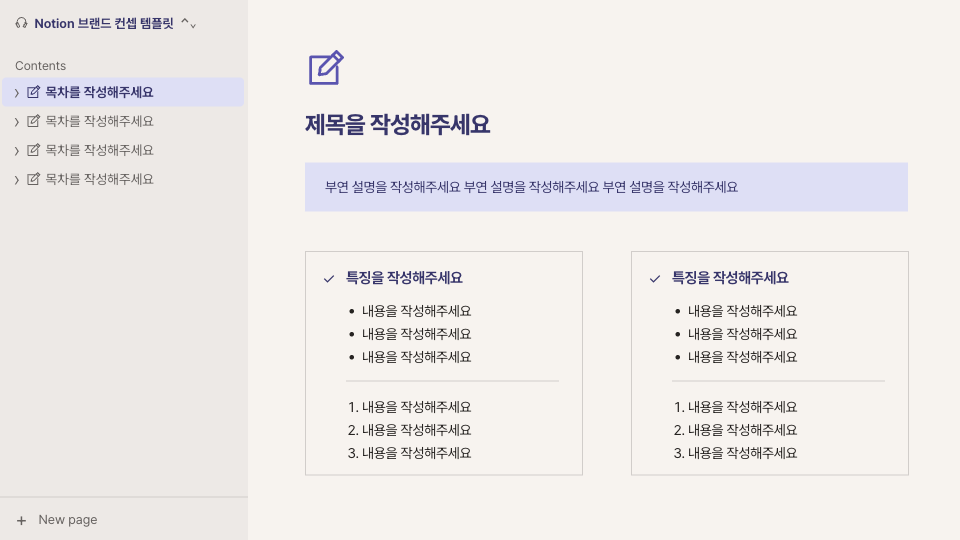 Notion 브랜드 컨셉 템플릿
Contents
목차를 작성해주세요
목차를 작성해주세요
목차를 작성해주세요
목차를 작성해주세요
New page
제목을 작성해주세요
부연 설명을 작성해주세요 부연 설명을 작성해주세요 부연 설명을 작성해주세요
특징을 작성해주세요
• 내용을 작성해주세요
• 내용을 작성해주세요
• 내용을 작성해주세요
1. 내용을 작성해주세요
2. 내용을 작성해주세요
3. 내용을 작성해주세요
특징을 작성해주세요
• 내용을 작성해주세요
• 내용을 작성해주세요
• 내용을 작성해주세요
1. 내용을 작성해주세요
2. 내용을 작성해주세요
3. 내용을 작성해주세요